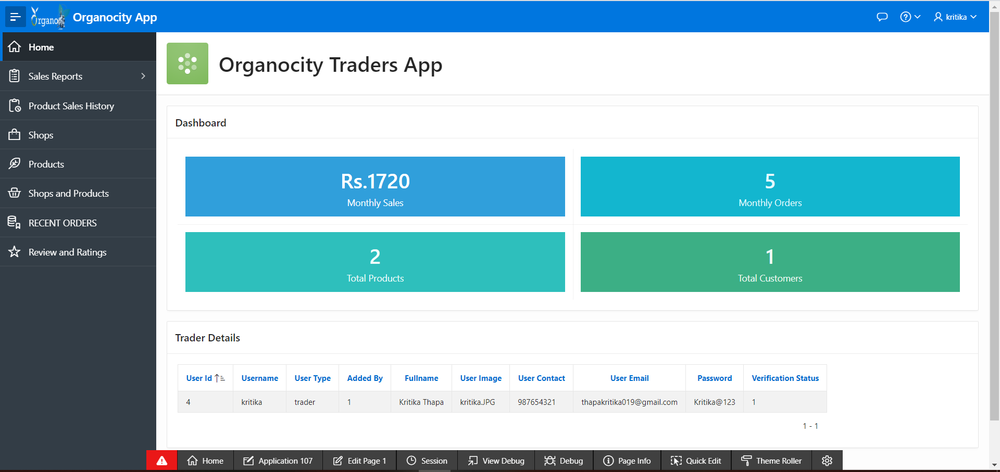 Organo
Organocity App
kritika
Home
Sales Reports
Product Sales History
Shops
Products
Shops and Products
RECENT ORDERS
Review and Ratings
Organocity Traders App
Dashboard
Rs.1720
Monthly Sales
5
Monthly Orders
2
Total Products
1
Total Customers
Trader Details
User Id Username User Type Added By Fullname User Image User Contact User Email Password Verification Status
4 kritika trader 1 Kritika Thapa kritika.JPG 987654321 thapakritika019@gmail.com Kritika@123 1
1 - 1
Home Application 107 Edit Page 1 Session View Debug Debug Page Info Quick Edit Theme Roller